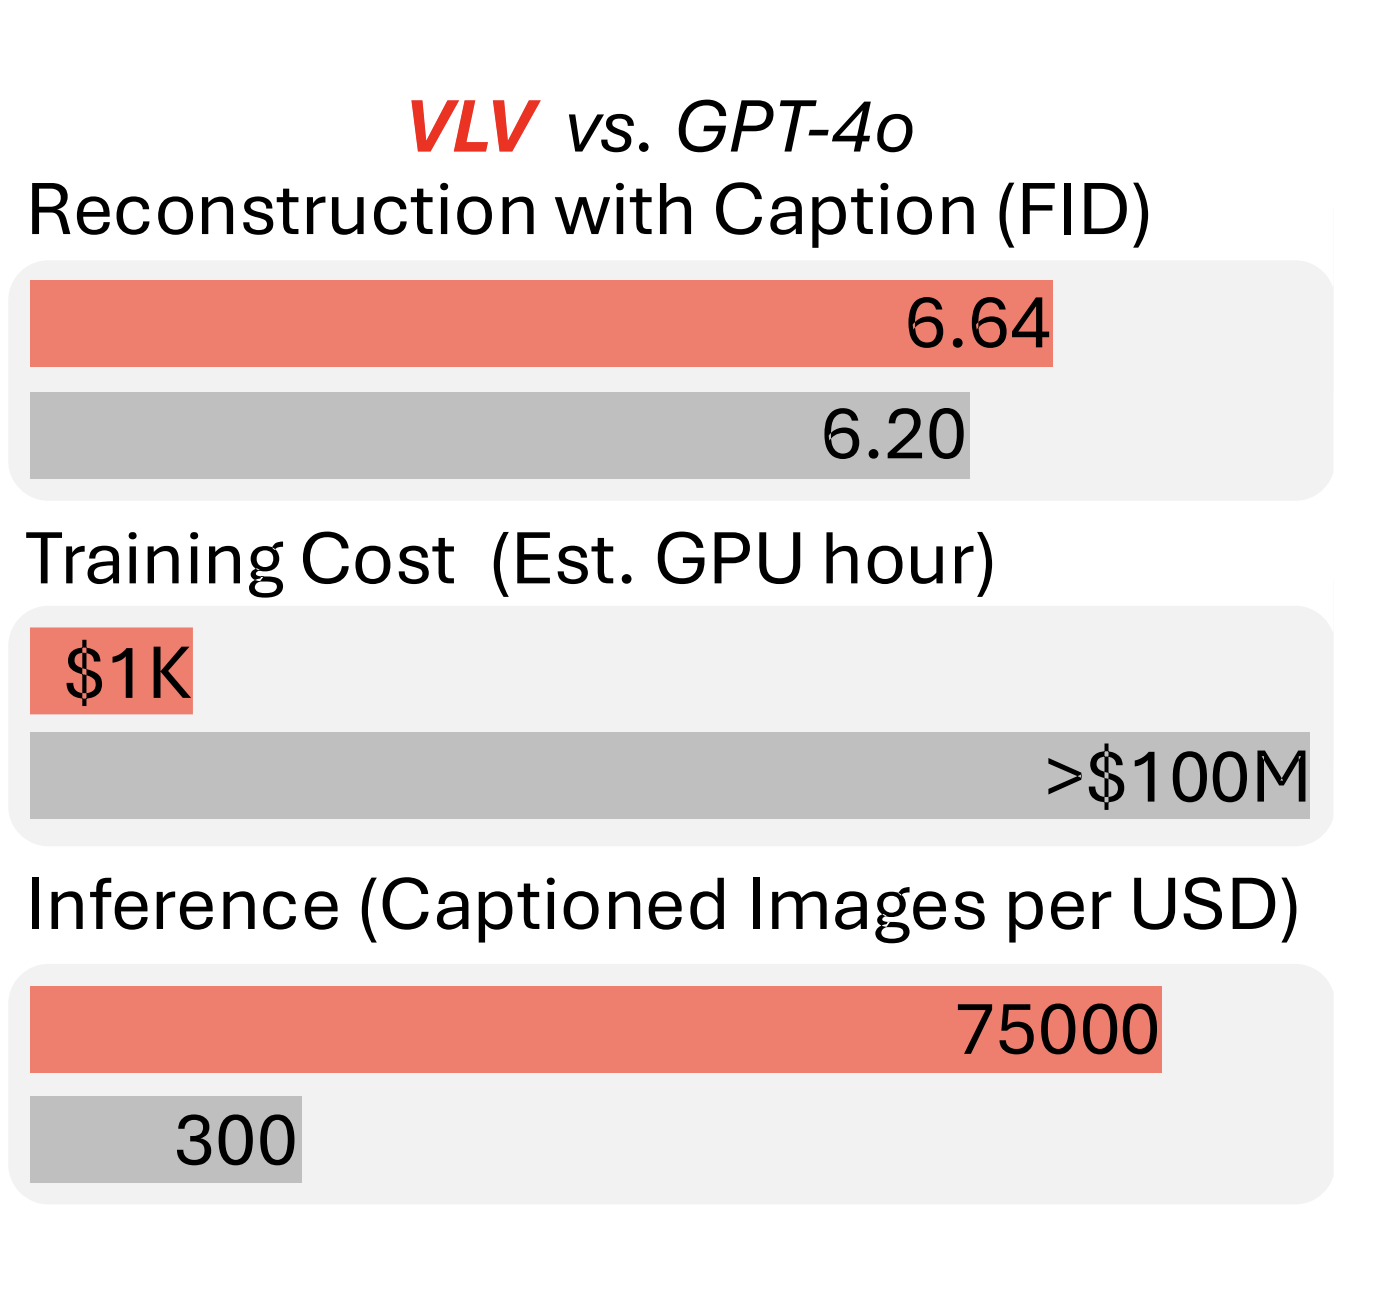 VLV vs. GPT-4o
Reconstruction with Caption (FID)
6.64
6.20
Training Cost (Est. GPU hour)
$1K
>$100M
Inference (Captioned Images per USD)
75000
300